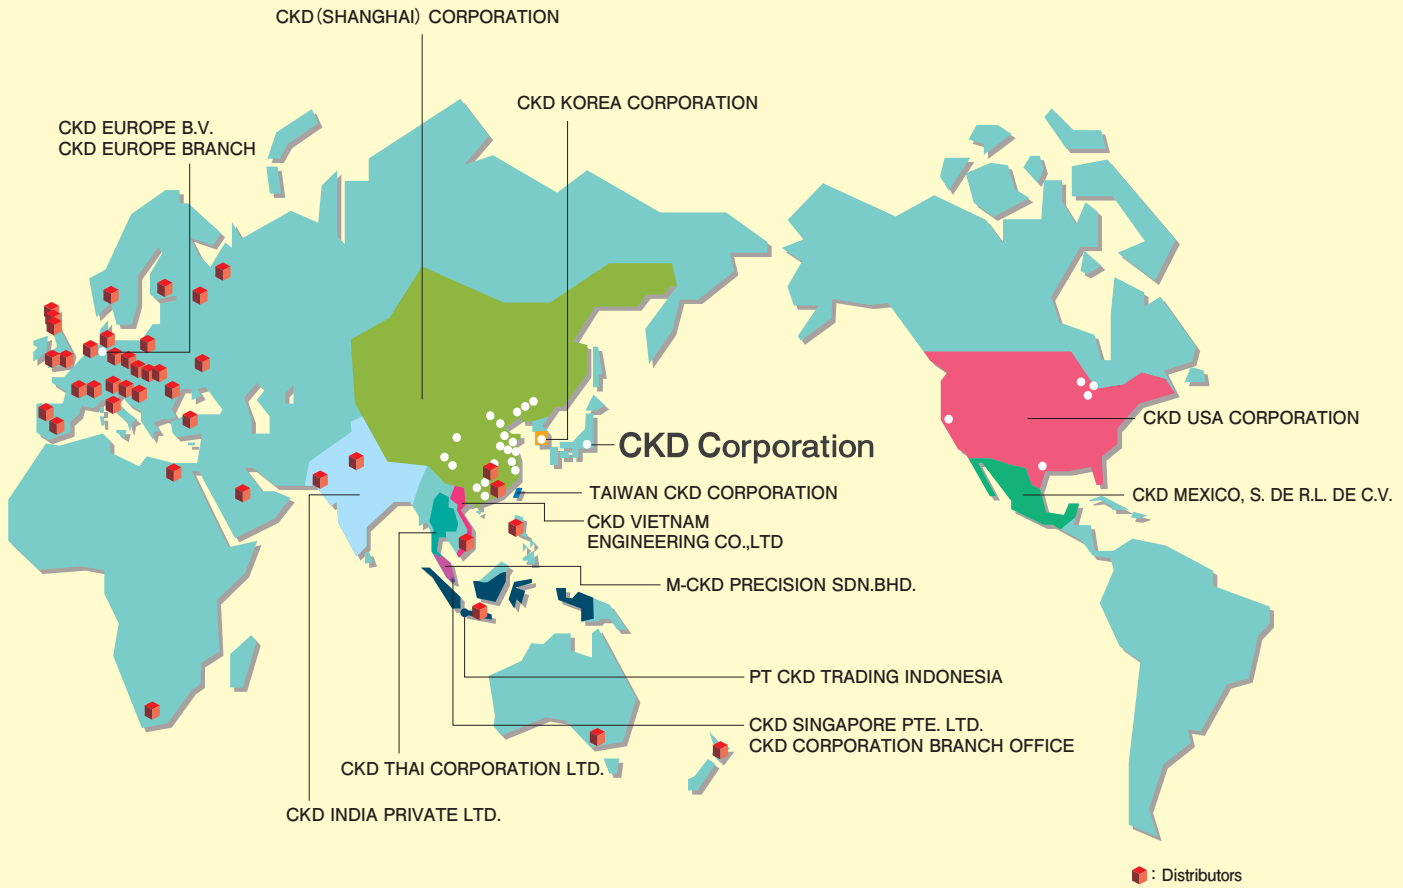 CKD(SHANGHAI) CORPORATION
CKD KOREA CORPORATION
CKD EUROPE B.V.
CKD EUROPE BRANCH
CKD USA CORPORATION
CKD Corporation
TAIWAN CKD CORPORATION
CKD MEXICO, S. DE R.L. DE C.V.
CKD VIETNAM
ENGINEERING CO.,LTD
M-CKD PRECISION SDN.BHD.
PT CKD TRADING INDONESIA
CKD SINGAPORE PTE. LTD.
CKD CORPORATION BRANCH OFFICE
CKD THAI CORPORATION LTD.
CKD INDIA PRIVATE LTD.
: Distributors